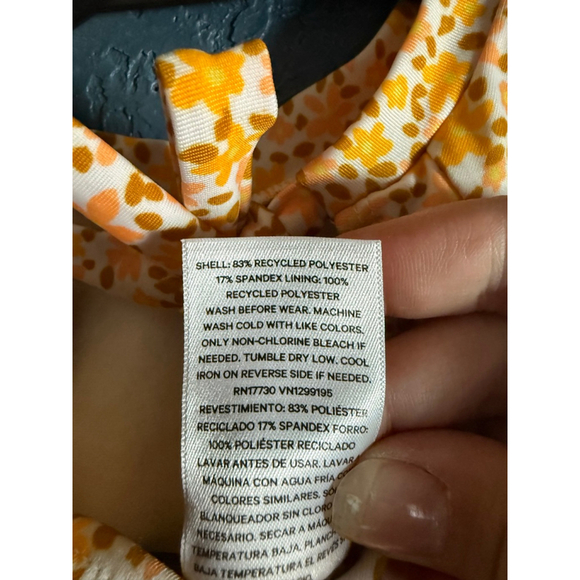 SHELL: 83% RECYCLED POLYESTER
17% SPANDEX LINING: 100%
RECYCLED POLYESTER
WASH BEFORE WEAR. MACHINE
WASH COLD WITH LIKE COLORS.
ONLY NON-CHLORINE BLEACH IF
NEEDED. TUMBLE DRY LOW. COOL
IRON ON REVERSE SIDE IF NEEDED.
RN17730 VN1299195
REVESTIMIENTO: 83% POLIÉSTER
RECICLADO 17% SPANDEX FORRO:
100% POLIÉSTER RECICLADO
LAVAR ANTES DE USAR. LAVAR
MÁQUINA CON AGUA FRÍA
COLORES SIMILARES.
BLANQUEADOR SIN CLORO
NECESARIO. SECAR A
TEMPERATURA BAJA.
BAJA TEMPERATURA EL